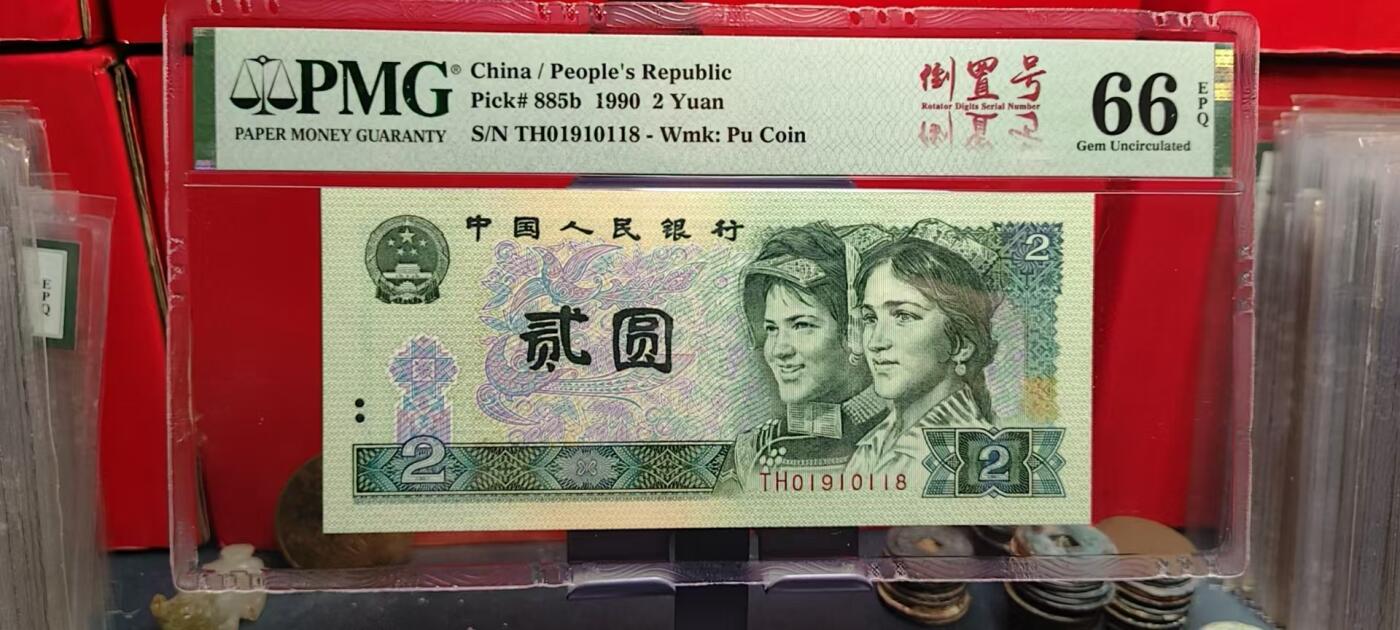 PMG®
PAPER MONEY GUARANTY
China / People's Republic
Pick# 885b 1990 2 Yuan
S/N TH01910118 - Wmk: Pu Coin
倒置号
Rotator Digits Serial Number
66
EPQ
Gem Uncirculated
中国人民银行
2
贰圆
2
2
TH01910118
EPQ